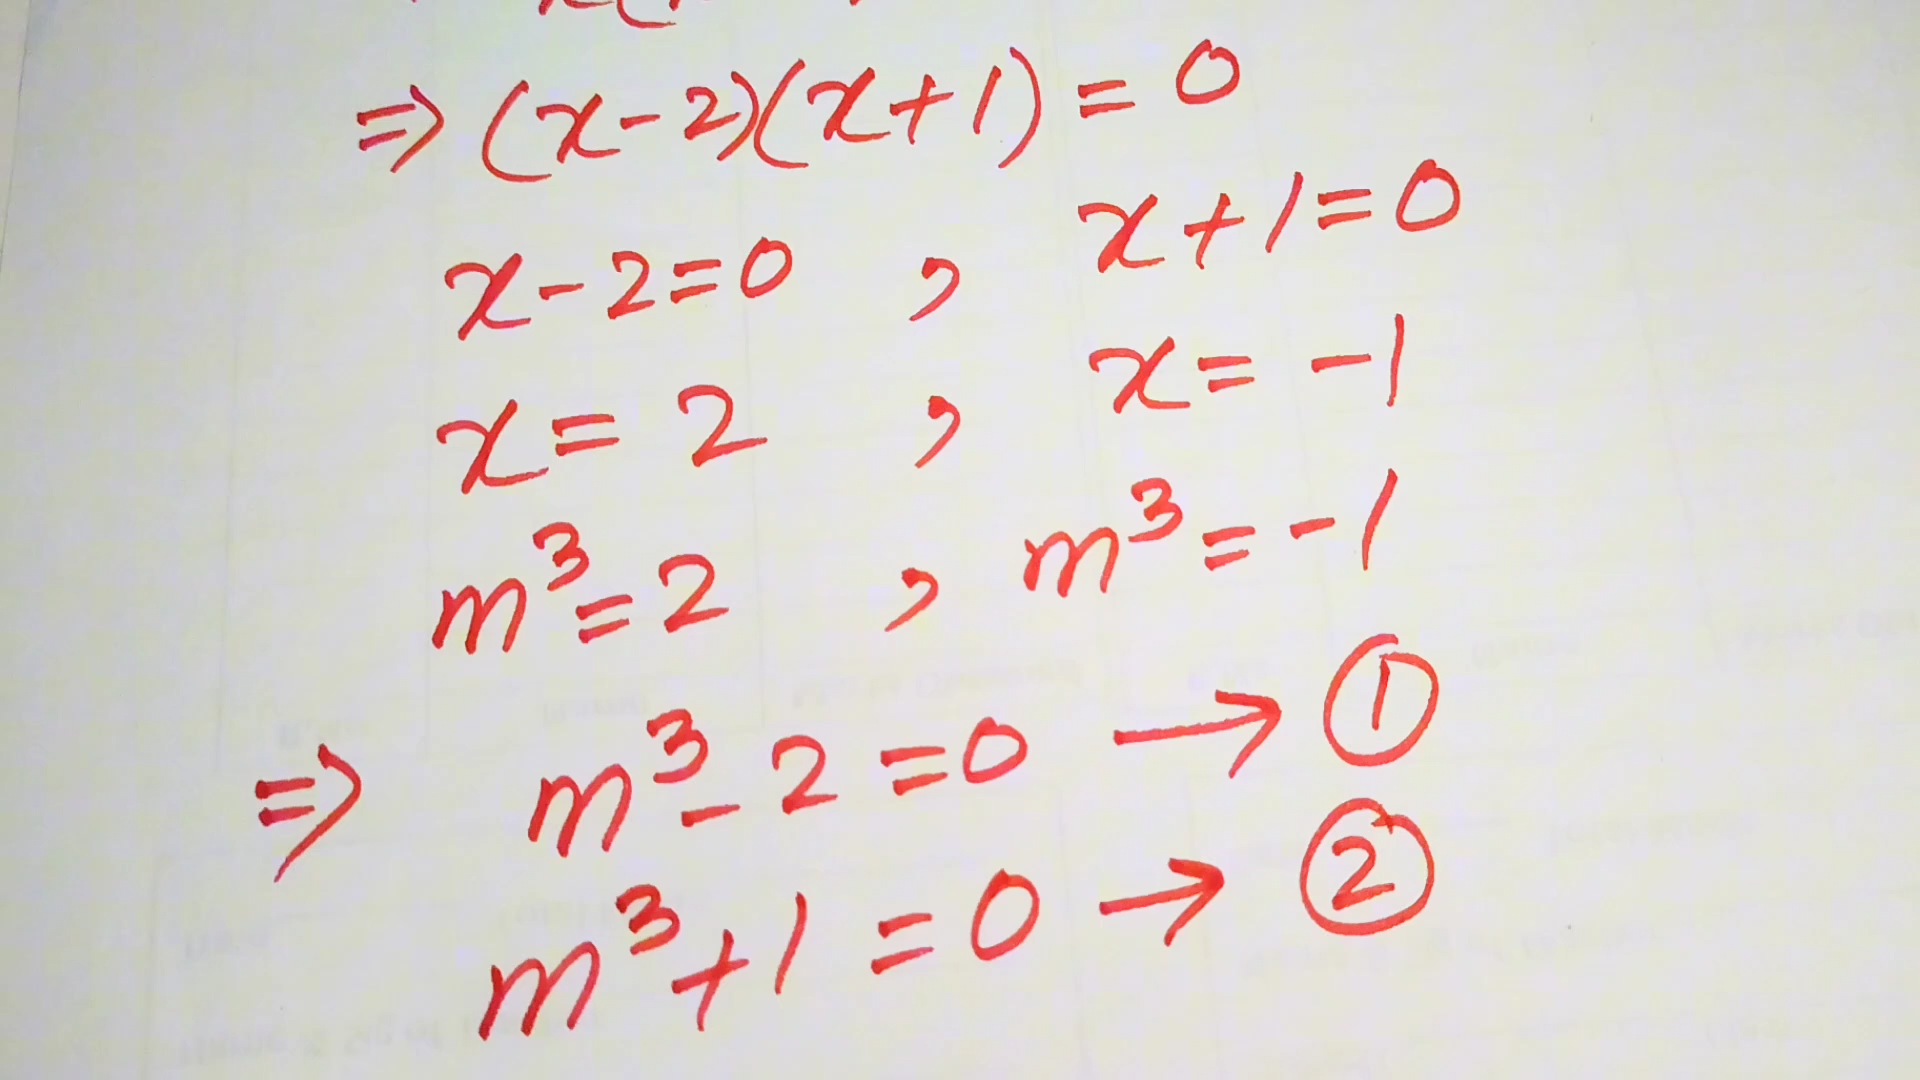 ⇒ (x-2)(x+1) = 0
x-2=0 , x+1=0
x = 2 , x = -1
m³=2 , m³=-1
⇒ m³-2=0 → ①
m³+1=0 → ②